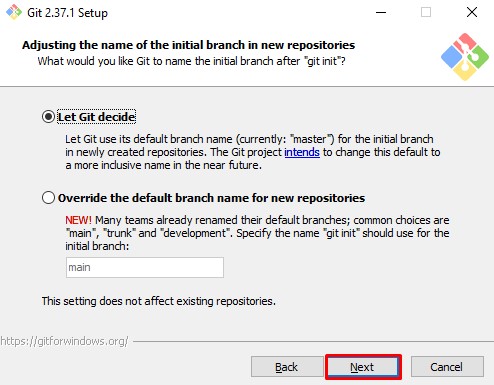 Git 2.37.1 Setup
Adjusting the name of the initial branch in new repositories
What would you like Git to name the initial branch after "git init"?
Let Git decide
Let Git use its default branch name (currently: "master") for the initial branch
in newly created repositories. The Git project intends to change this default to
a more inclusive name in the near future.
Override the default branch name for new repositories
NEW! Many teams already renamed their default branches; common choices are
"main", "trunk" and "development". Specify the name "git init" should use for the
initial branch:
main
This setting does not affect existing repositories.
https://gitforwindows.org/
Back
Next
Cancel